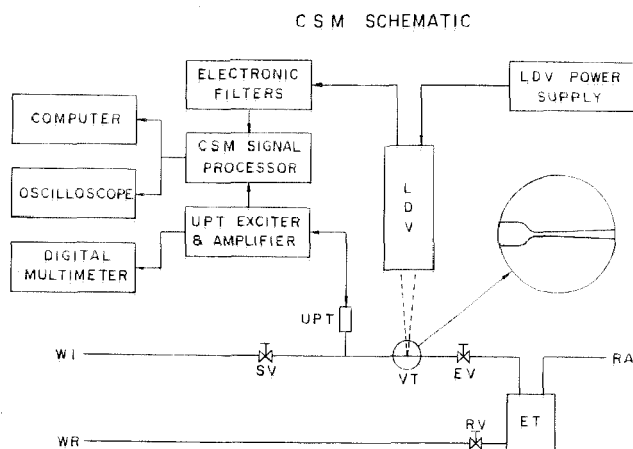 CSM SCHEMATIC
ELECTRONIC
FILTERS
LDV POWER
SUPPLY
COMPUTER
CSM SIGNAL
PROCESSOR
LDV
OSCILLOSCOPE
UPT EXCITER
& AMPLIFIER
DIGITAL
MULTIMETER
UPT
WI
SV
VT
EV
RA
WR
RV
ET